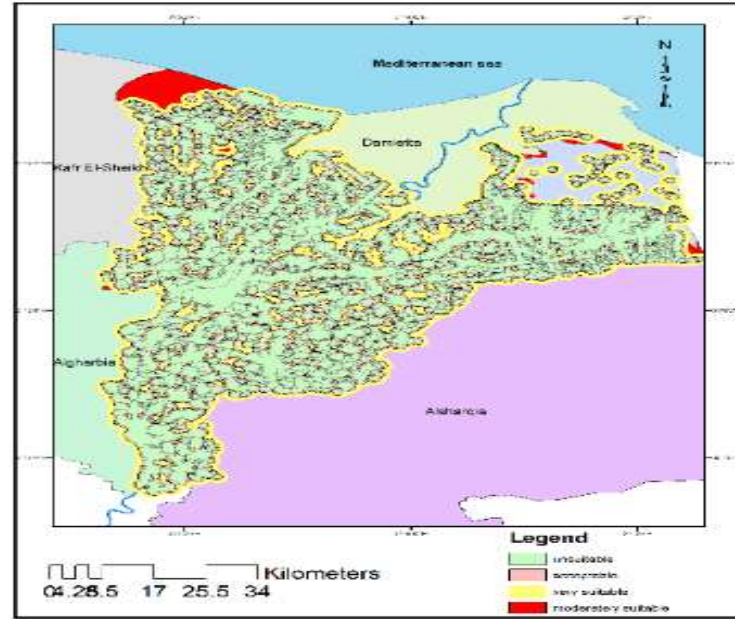 Mediterranean sea
N
Damietta
Kafr El-Sheikh
Algharbia
Alsharqia
Legend
unsuitable
acceptable
very suitable
moderately suitable
Kilometers
0 4.25 8.5 17 25.5 34